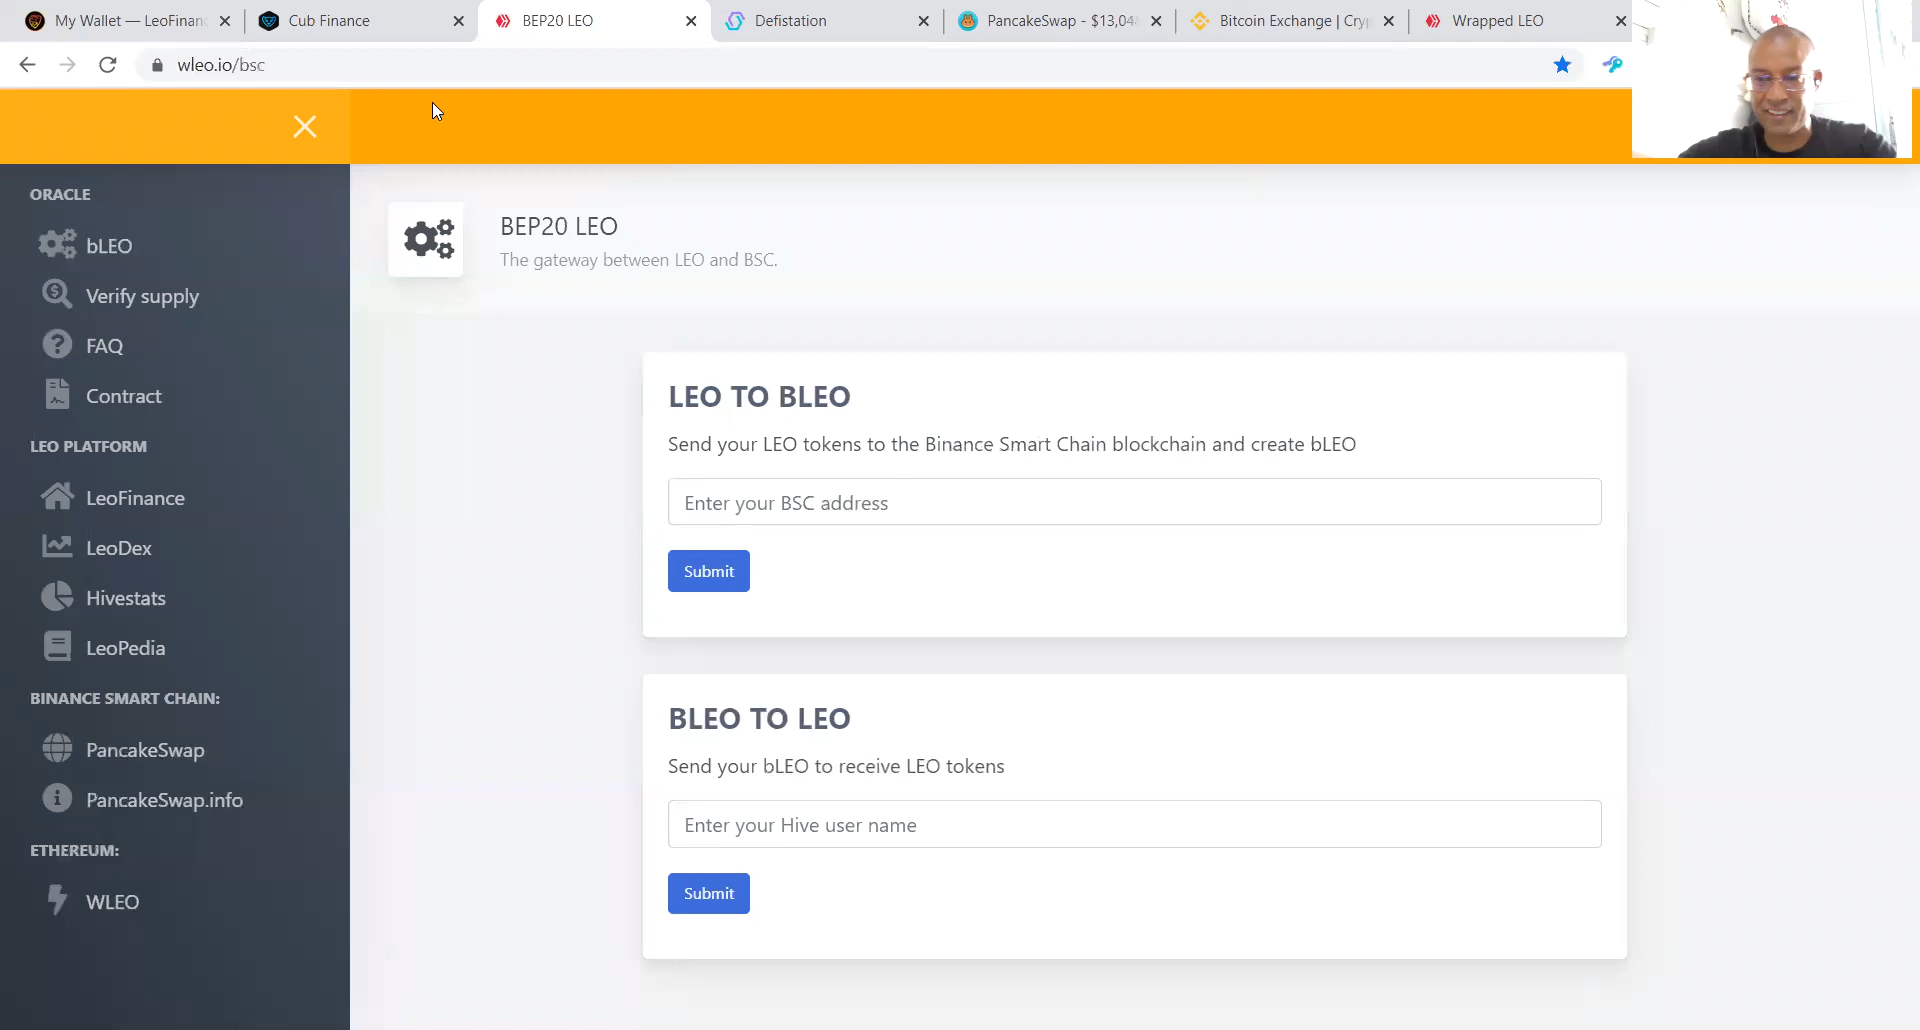 My Wallet — LeoFinanc
Cub Finance
BEP20 LEO
Defistation
PancakeSwap - $13,048
Bitcoin Exchange | Cryp
Wrapped LEO
wleo.io/bsc
ORACLE
bLEO
Verify supply
FAQ
Contract
LEO PLATFORM
LeoFinance
LeoDex
Hivestats
LeoPedia
BINANCE SMART CHAIN:
PancakeSwap
PancakeSwap.info
ETHEREUM:
WLEO
BEP20 LEO
The gateway between LEO and BSC.
LEO TO BLEO
Send your LEO tokens to the Binance Smart Chain blockchain and create bLEO
Enter your BSC address
Submit
BLEO TO LEO
Send your bLEO to receive LEO tokens
Enter your Hive user name
Submit